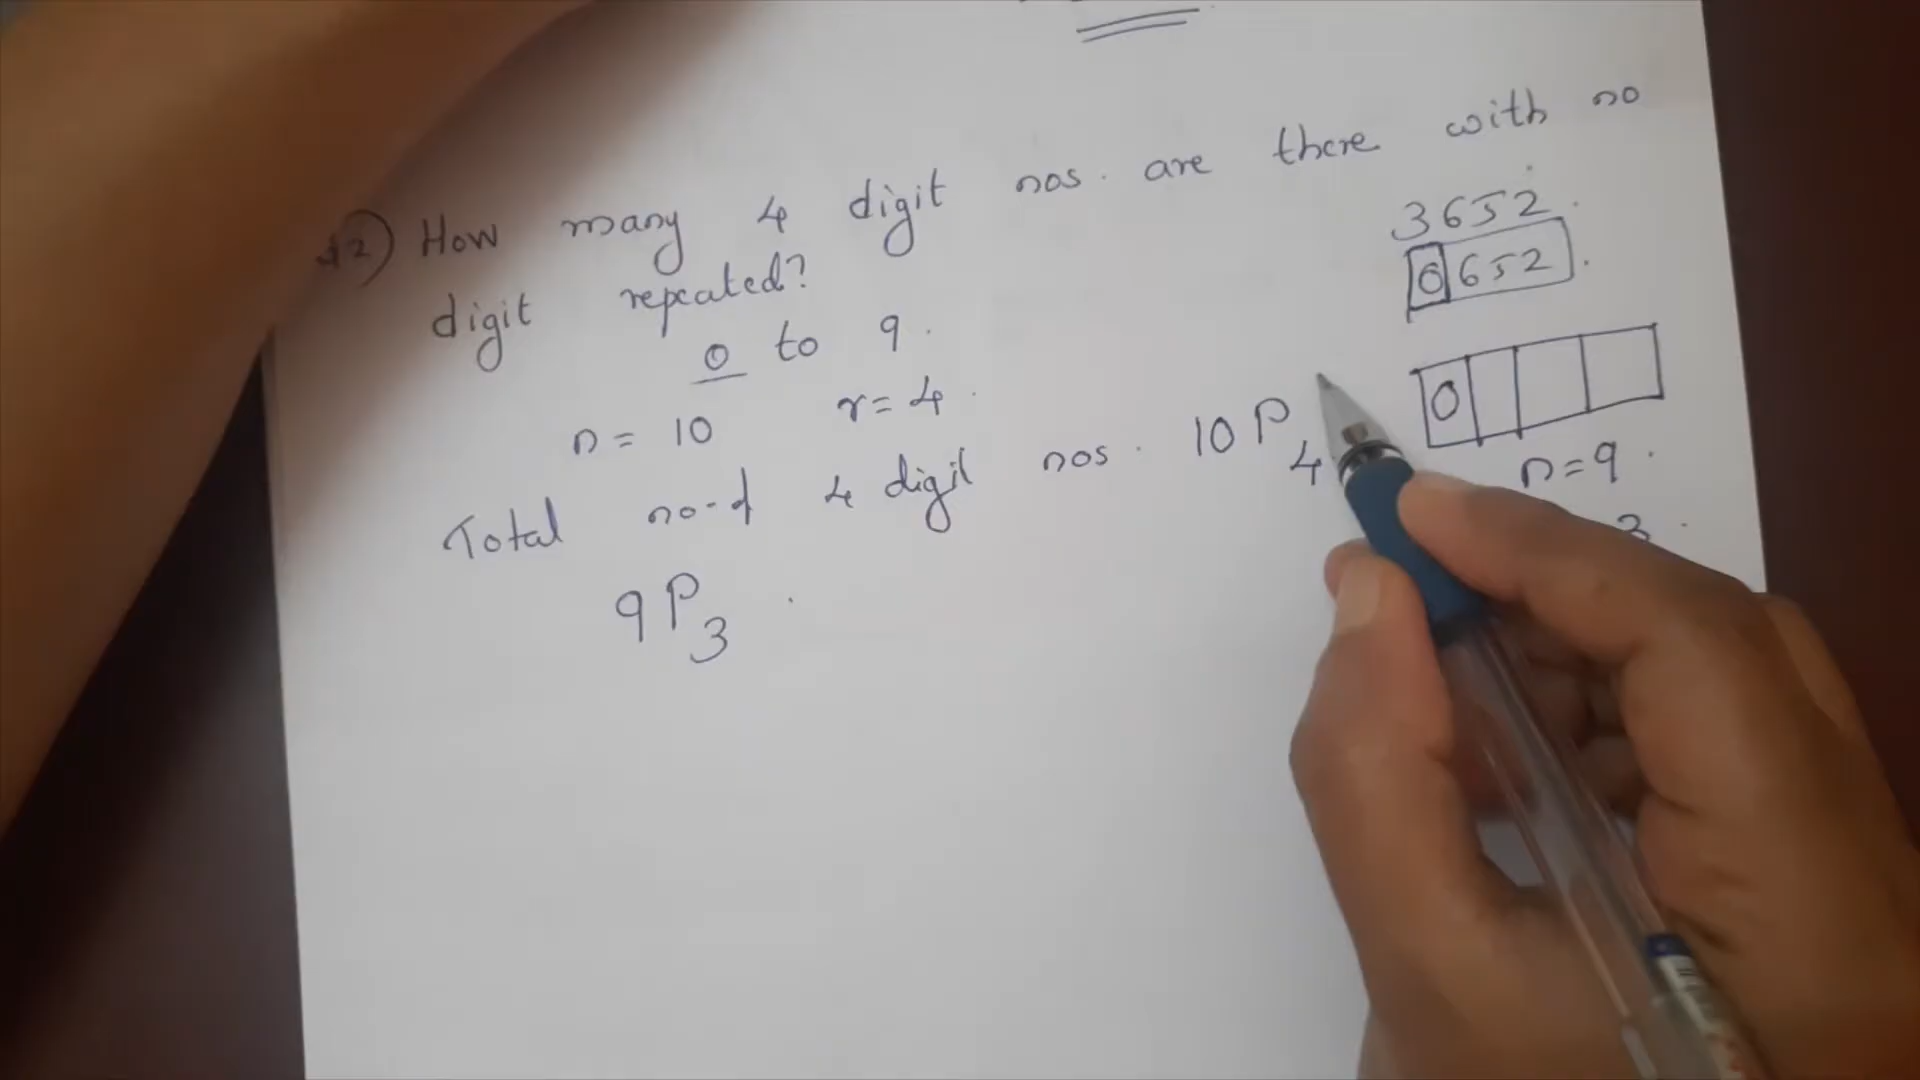 12) How many 4 digit nos. are there with no
digit repeated?
3652.
0652.
0 to 9.
n = 10 r = 4.
0
Total no. of 4 digit nos. 10P4
n = 9.
3.
9P3.